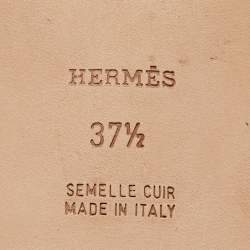 HERMÈS
37½
SEMELLE CUIR
MADE IN ITALY